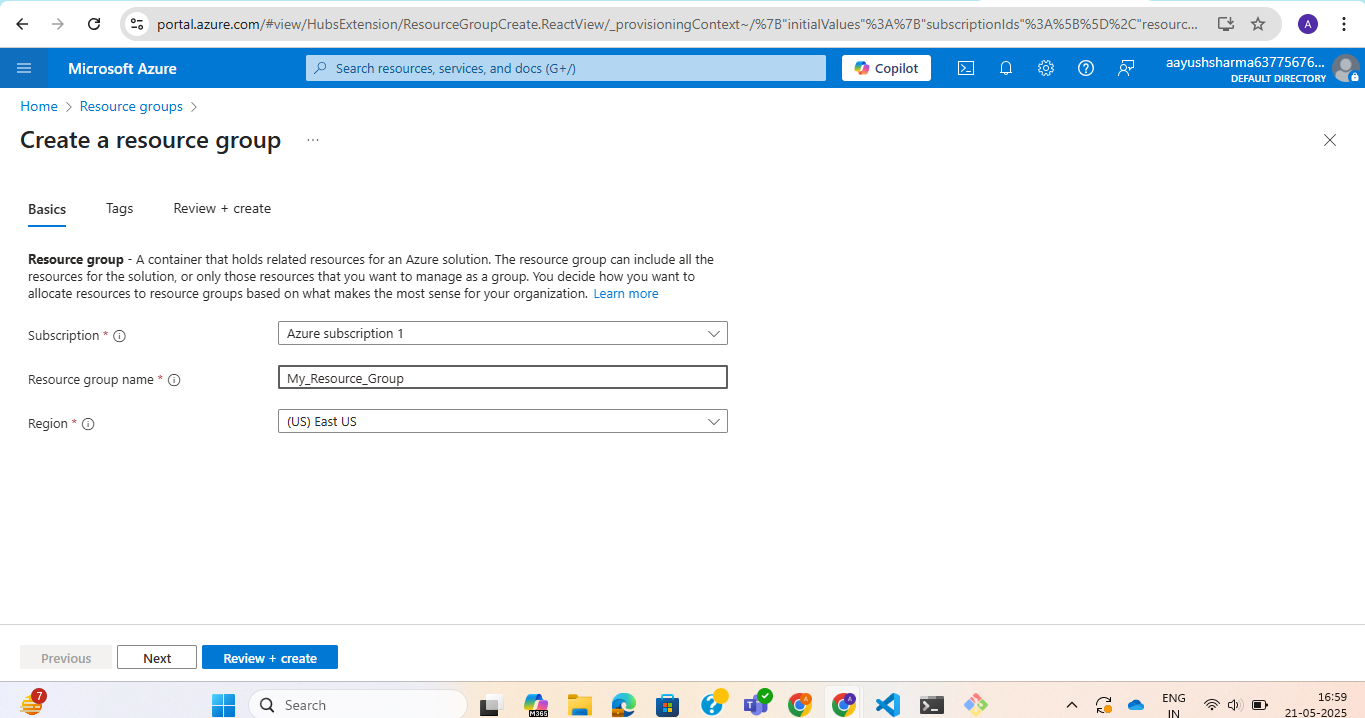 portal.azure.com/#view/HubsExtension/ResourceGroupCreate.ReactView/_provisioningContext~/%7B"initialValues"%3A%7B"subscriptionIds"%3A%5B%5D%2C"resourc...
A
Microsoft Azure
Search resources, services, and docs (G+/)
Copilot
aayushsharma63775676...
DEFAULT DIRECTORY
Home > Resource groups >
Create a resource group ...
Basics Tags Review + create
Resource group - A container that holds related resources for an Azure solution. The resource group can include all the
resources for the solution, or only those resources that you want to manage as a group. You decide how you want to
allocate resources to resource groups based on what makes the most sense for your organization. Learn more
Subscription * Azure subscription 1
Resource group name * My_Resource_Group
Region * (US) East US
Previous Next Review + create
7
Search
M365
ENG
IN
16:59
21-05-2025